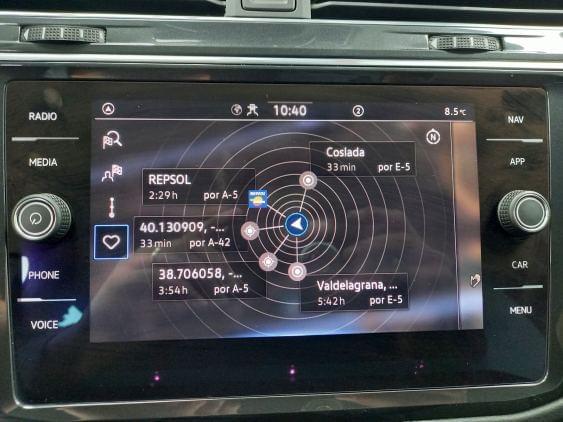 RADIO
MEDIA
PHONE
VOICE
10:40
2
8.5°C
N
Coslada
33 min por E-5
REPSOL
2:29 h por A-5
REPSOL
40.130909, -...
33 min por A-42
38.706058, -...
3:54 h por A-5
Valdelagrana, ...
5:42 h por E-5
NAV
APP
CAR
MENU